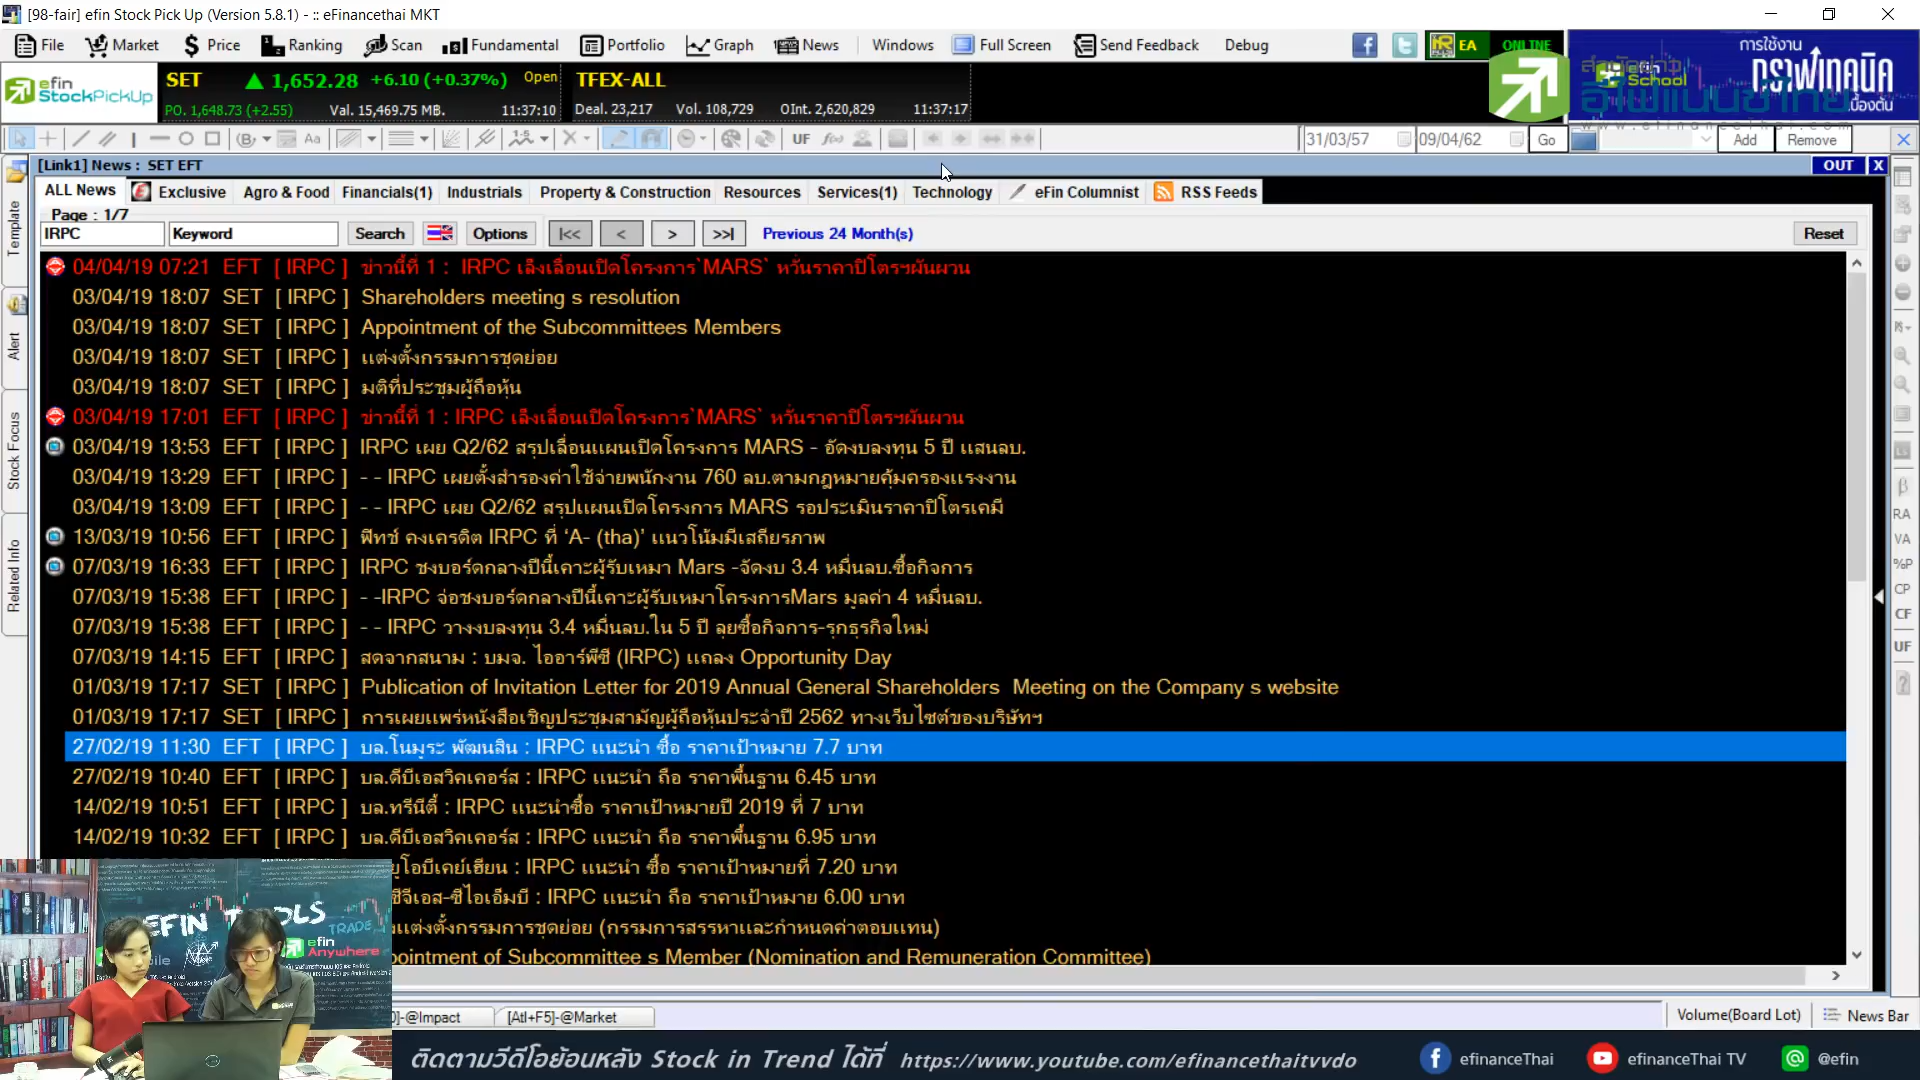 [98-fair] efin Stock Pick Up (Version 5.8.1) - :: eFinancethai MKT
File Market Price Ranking Scan Fundamental Portfolio Graph News Windows Full Screen Send Feedback Debug
EA ONLINE
การใช้งาน
กราฟเทคนิค
เบื้องต้น
efin School
efin StockPickUp
SET 1,652.28 +6.10 (+0.37%) Open
PO. 1,648.73 (+2.55) Val. 15,469.75 MB. 11:37:10
TFEX-ALL
Deal. 23,217 Vol. 108,729 OInt. 2,620,829 11:37:17
UF 31/03/57 09/04/62 Go Add Remove
[Link1] News : SET EFT OUT X
ALL News Exclusive Agro & Food Financials(1) Industrials Property & Construction Resources Services(1) Technology eFin Columnist RSS Feeds
Page : 1/7
IRPC Keyword Search Options |<< < > >>| Previous 24 Month(s) Reset
04/04/19 07:21 EFT [ IRPC ] ข่าวนี้ที่ 1 : IRPC เล็งเลื่อนเปิดโครงการ`MARS` หวั่นราคาปิโตรฯผันผวน
03/04/19 18:07 SET [ IRPC ] Shareholders meeting s resolution
03/04/19 18:07 SET [ IRPC ] Appointment of the Subcommittees Members
03/04/19 18:07 SET [ IRPC ] แต่งตั้งกรรมการชุดย่อย
03/04/19 18:07 SET [ IRPC ] มติที่ประชุมผู้ถือหุ้น
03/04/19 17:01 EFT [ IRPC ] ข่าวนี้ที่ 1 : IRPC เล็งเลื่อนเปิดโครงการ`MARS` หวั่นราคาปิโตรฯผันผวน
03/04/19 13:53 EFT [ IRPC ] IRPC เผย Q2/62 สรุปเลื่อนแผนเปิดโครงการ MARS - อัดงบลงทุน 5 ปี แสนลบ.
03/04/19 13:29 EFT [ IRPC ] - - IRPC เผยตั้งสำรองค่าใช้จ่ายพนักงาน 760 ลบ.ตามกฎหมายคุ้มครองแรงงาน
03/04/19 13:09 EFT [ IRPC ] - - IRPC เผย Q2/62 สรุปแผนเปิดโครงการ MARS รอประเมินราคาปิโตรเคมี
13/03/19 10:56 EFT [ IRPC ] ฟิทช์ คงเครดิต IRPC ที่ ‘A- (tha)’ แนวโน้มมีเสถียรภาพ
07/03/19 16:33 EFT [ IRPC ] IRPC ชงบอร์ดกลางปีนี้เคาะผู้รับเหมา Mars -จัดงบ 3.4 หมื่นลบ.ซื้อกิจการ
07/03/19 15:38 EFT [ IRPC ] - -IRPC จ่อชงบอร์ดกลางปีนี้เคาะผู้รับเหมาโครงการMars มูลค่า 4 หมื่นลบ.
07/03/19 15:38 EFT [ IRPC ] - - IRPC วางงบลงทุน 3.4 หมื่นลบ.ใน 5 ปี ลุยซื้อกิจการ-รุกธุรกิจใหม่
07/03/19 14:15 EFT [ IRPC ] สดจากสนาม : บมจ. ไออาร์พีซี (IRPC) แถลง Opportunity Day
01/03/19 17:17 SET [ IRPC ] Publication of Invitation Letter for 2019 Annual General Shareholders Meeting on the Company s website
01/03/19 17:17 SET [ IRPC ] การเผยแพร่หนังสือเชิญประชุมสามัญผู้ถือหุ้นประจำปี 2562 ทางเว็บไซต์ของบริษัทฯ
27/02/19 11:30 EFT [ IRPC ] บล.โนมูระ พัฒนสิน : IRPC แนะนำ ซื้อ ราคาเป้าหมาย 7.7 บาท
27/02/19 10:40 EFT [ IRPC ] บล.ดีบีเอสวิคเคอร์ส : IRPC แนะนำ ถือ ราคาพื้นฐาน 6.45 บาท
14/02/19 10:51 EFT [ IRPC ] บล.ทรีนีตี้ : IRPC แนะนำซื้อ ราคาเป้าหมายปี 2019 ที่ 7 บาท
14/02/19 10:32 EFT [ IRPC ] บล.ดีบีเอสวิคเคอร์ส : IRPC แนะนำ ถือ ราคาพื้นฐาน 6.95 บาท
ยูโอบีเคย์เฮียน : IRPC แนะนำ ซื้อ ราคาเป้าหมายที่ 7.20 บาท
ซีจีเอส-ซีไอเอ็มบี : IRPC แนะนำ ถือ ราคาเป้าหมาย 6.00 บาท
แต่งตั้งกรรมการชุดย่อย (กรรมการสรรหาและกำหนดค่าตอบแทน)
ointment of Subcommittee s Member (Nomination and Remuneration Committee)
Template
Alert
Stock Focus
Related Info
RA
VA
%P
CP
CF
UF
EFIN TOOLS
TRADE
efin Anywhere
]-@Impact [Atl+F5]-@Market Volume(Board Lot) News Bar
ติดตามวีดีโอย้อนหลัง Stock in Trend ได้ที่ https://www.youtube.com/efinancethaitvvdo efinanceThai efinanceThai TV @efin